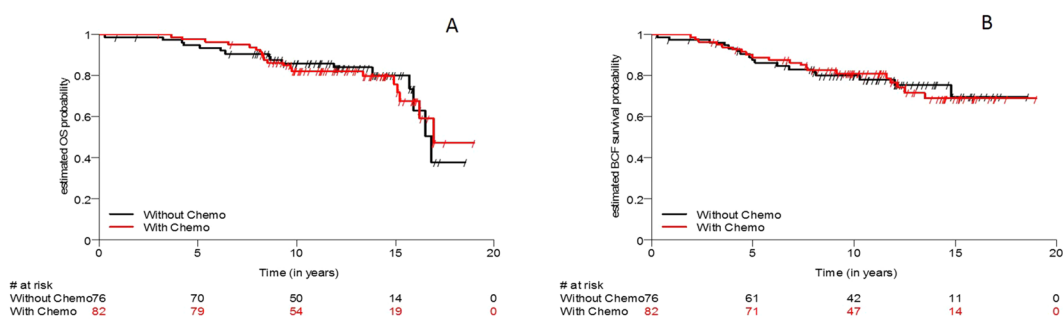 A
estimated OS probability
1
0.8
0.6
0.4
0.2
0
Without Chemo
With Chemo
0 5 10 15 20
Time (in years)
# at risk
Without Chemo 76 70 50 14 0
With Chemo 82 79 54 19 0
B
estimated BCF survival probability
1
0.8
0.6
0.4
0.2
0
Without Chemo
With Chemo
0 5 10 15 20
Time (in years)
# at risk
Without Chemo 76 61 42 11 0
With Chemo 82 71 47 14 0